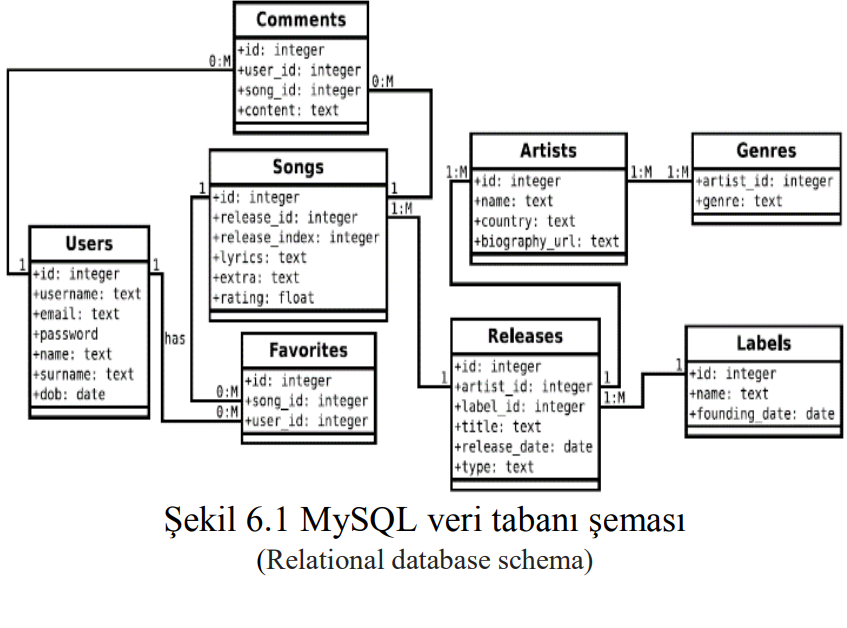 Comments
+id: integer
+user_id: integer
+song_id: integer
+content: text
0:M
0:M
Songs
+id: integer
+release_id: integer
+release_index: integer
+lyrics: text
+extra: text
+rating: float
1
1
1:M
Users
+id: integer
+username: text
+email: text
+password
+name: text
+surname: text
+dob: date
1
1
has
Favorites
+id: integer
+song_id: integer
+user_id: integer
0:M
0:M
Artists
+id: integer
+name: text
+country: text
+biography_url: text
1:M
1:M
1:M
Genres
+artist_id: integer
+genre: text
Releases
+id: integer
+artist_id: integer
+label_id: integer
+title: text
+release_date: date
+type: text
1
1
1:M
Labels
+id: integer
+name: text
+founding_date: date
1
Şekil 6.1 MySQL veri tabanı şeması
(Relational database schema)